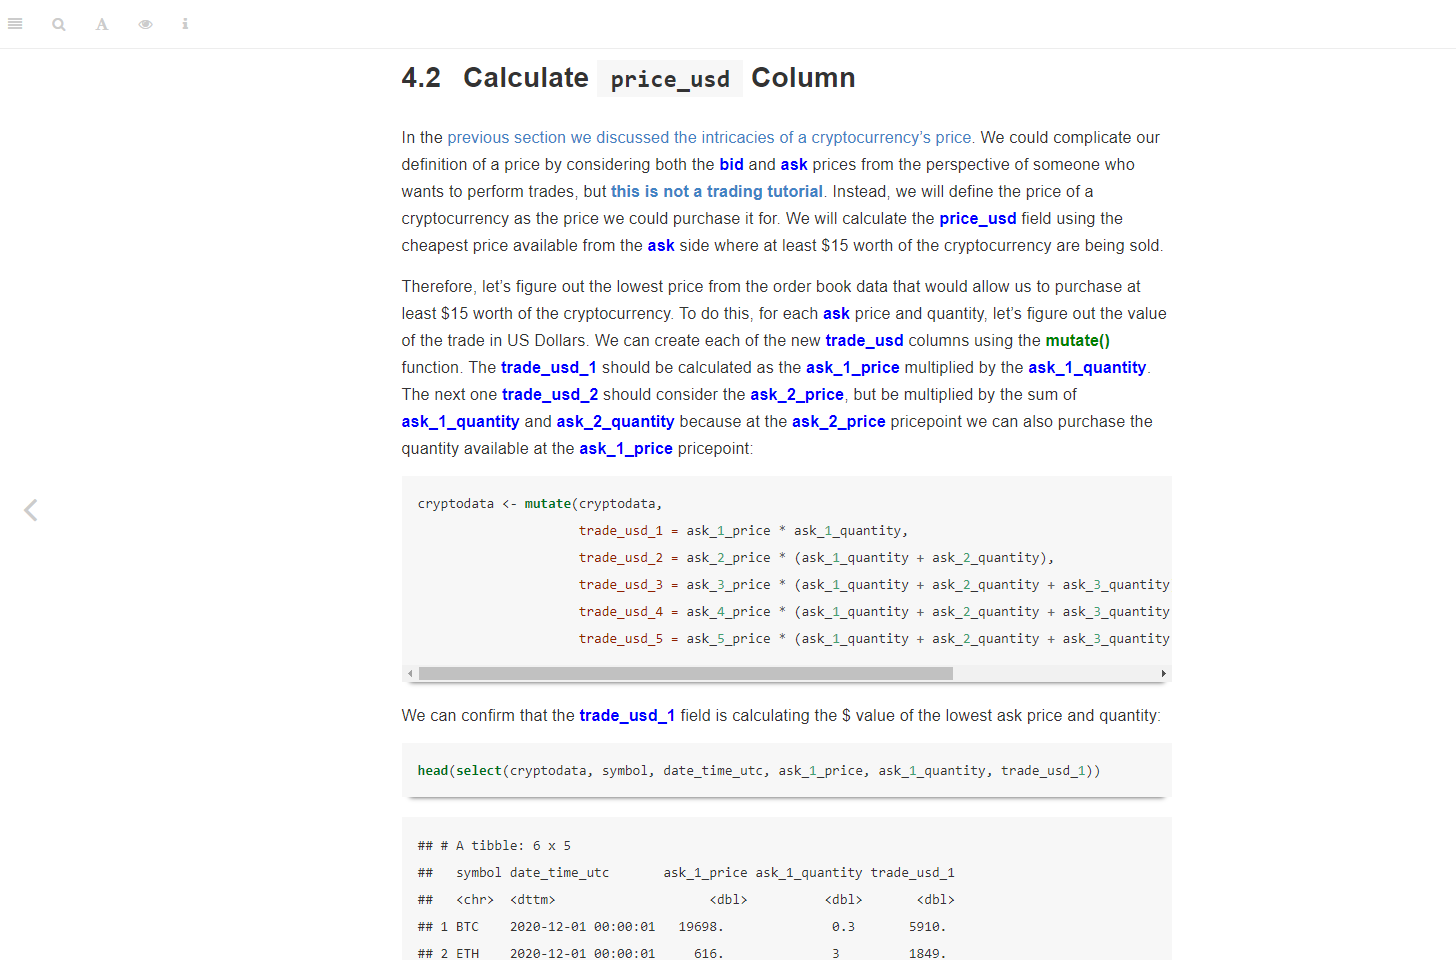 4.2 Calculate price_usd Column
In the previous section we discussed the intricacies of a cryptocurrency’s price. We could complicate our
definition of a price by considering both the bid and ask prices from the perspective of someone who
wants to perform trades, but this is not a trading tutorial. Instead, we will define the price of a
cryptocurrency as the price we could purchase it for. We will calculate the price_usd field using the
cheapest price available from the ask side where at least $15 worth of the cryptocurrency are being sold.
Therefore, let’s figure out the lowest price from the order book data that would allow us to purchase at
least $15 worth of the cryptocurrency. To do this, for each ask price and quantity, let’s figure out the value
of the trade in US Dollars. We can create each of the new trade_usd columns using the mutate()
function. The trade_usd_1 should be calculated as the ask_1_price multiplied by the ask_1_quantity.
The next one trade_usd_2 should consider the ask_2_price, but be multiplied by the sum of
ask_1_quantity and ask_2_quantity because at the ask_2_price pricepoint we can also purchase the
quantity available at the ask_1_price pricepoint:
cryptodata <- mutate(cryptodata,
trade_usd_1 = ask_1_price * ask_1_quantity,
trade_usd_2 = ask_2_price * (ask_1_quantity + ask_2_quantity),
trade_usd_3 = ask_3_price * (ask_1_quantity + ask_2_quantity + ask_3_quantity
trade_usd_4 = ask_4_price * (ask_1_quantity + ask_2_quantity + ask_3_quantity
trade_usd_5 = ask_5_price * (ask_1_quantity + ask_2_quantity + ask_3_quantity
We can confirm that the trade_usd_1 field is calculating the $ value of the lowest ask price and quantity:
head(select(cryptodata, symbol, date_time_utc, ask_1_price, ask_1_quantity, trade_usd_1))
## # A tibble: 6 x 5
## symbol date_time_utc ask_1_price ask_1_quantity trade_usd_1
## <chr> <dttm> <dbl> <dbl> <dbl>
## 1 BTC 2020-12-01 00:00:01 19698. 0.3 5910.
## 2 ETH 2020-12-01 00:00:01 616. 3 1849.